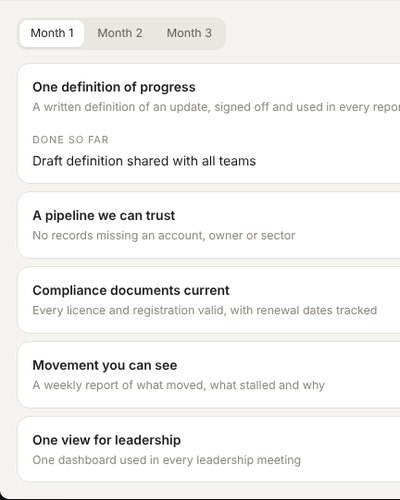 Month 1 Month 2 Month 3
One definition of progress
A written definition of an update, signed off and used in every
DONE SO FAR
Draft definition shared with all teams
A pipeline we can trust
No records missing an account, owner or sector
Compliance documents current
Every licence and registration valid, with renewal dates tracked
Movement you can see
A weekly report of what moved, what stalled and why
One view for leadership
One dashboard used in every leadership meeting